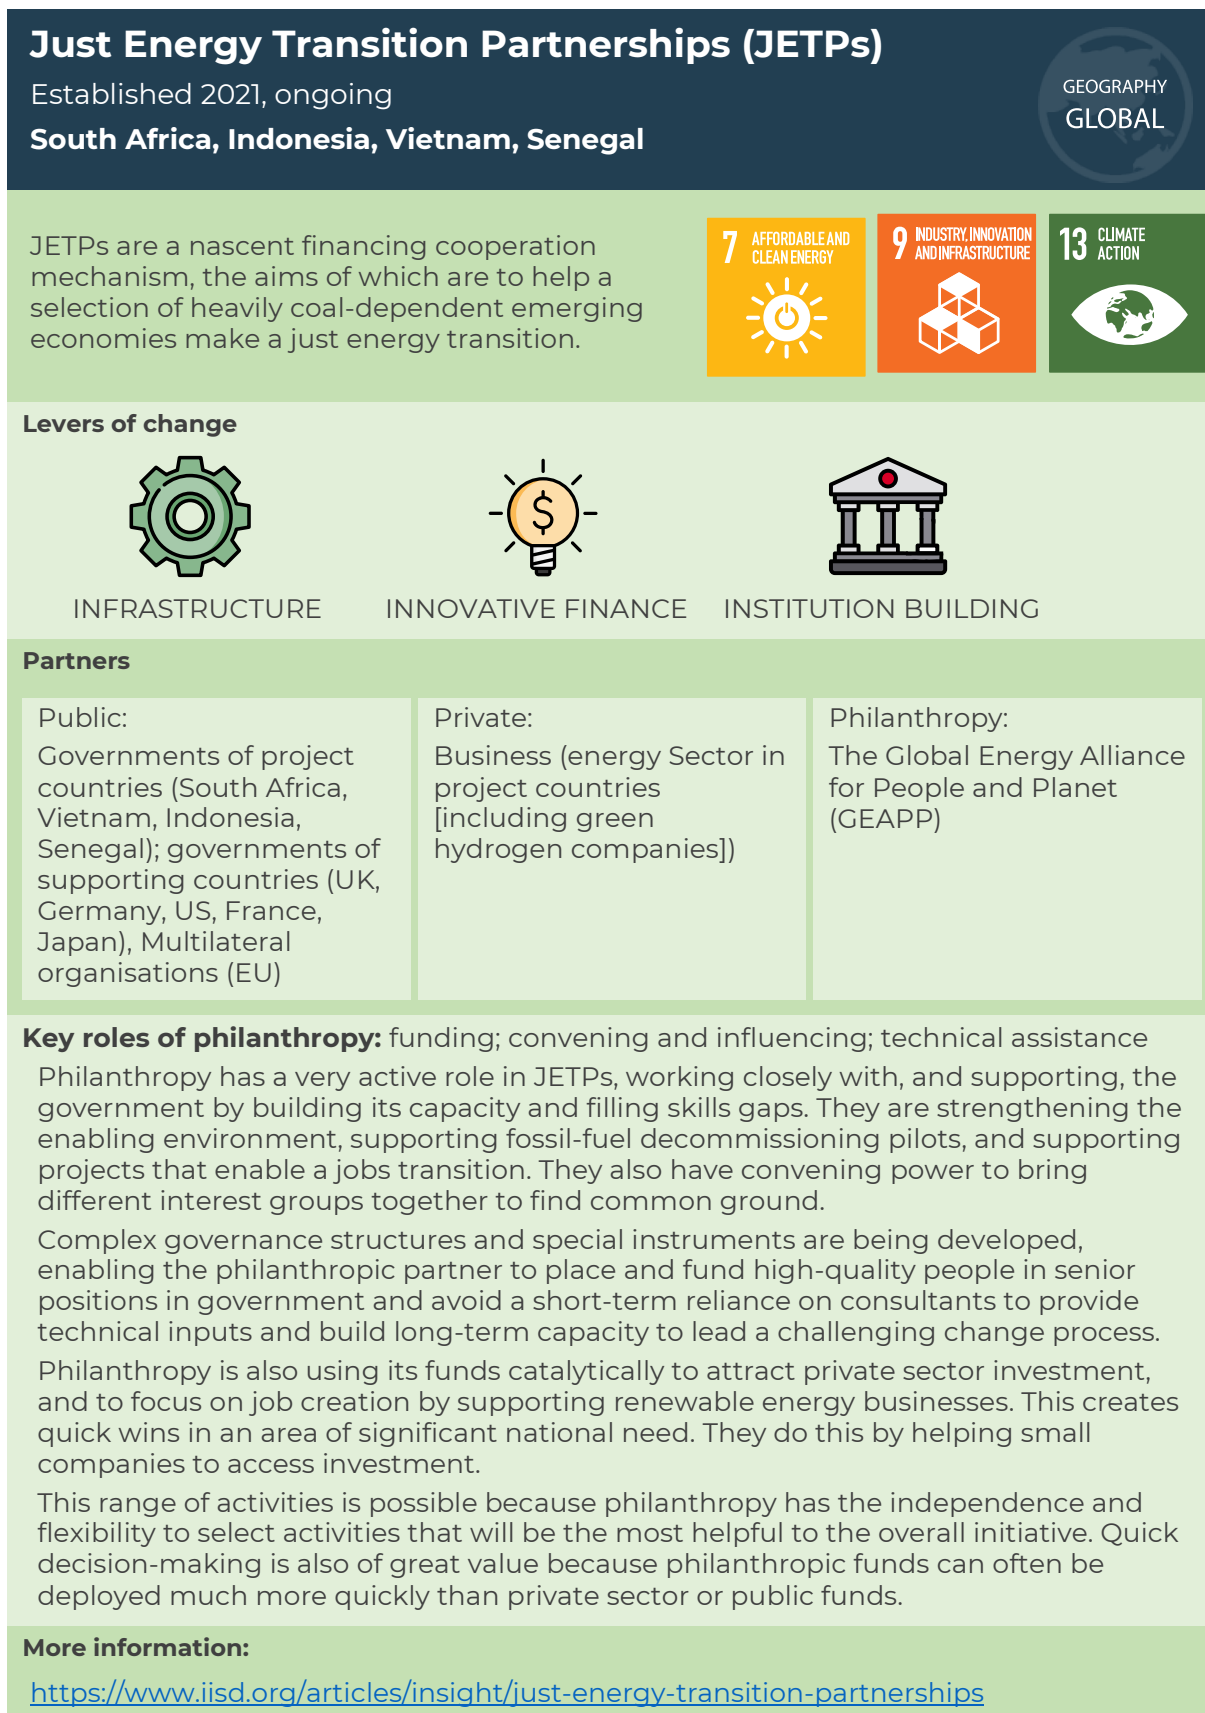 Just Energy Transition Partnerships (JETPs)
Established 2021, ongoing
South Africa, Indonesia, Vietnam, Senegal
GEOGRAPHY
GLOBAL
JETPs are a nascent financing cooperation
mechanism, the aims of which are to help a
selection of heavily coal-dependent emerging
economies make a just energy transition.
7 AFFORDABLE AND
CLEAN ENERGY
9 INDUSTRY, INNOVATION
AND INFRASTRUCTURE
13 CLIMATE
ACTION
Levers of change
$
INFRASTRUCTURE
INNOVATIVE FINANCE
INSTITUTION BUILDING
Partners
Public:
Governments of project
countries (South Africa,
Vietnam, Indonesia,
Senegal); governments of
supporting countries (UK,
Germany, US, France,
Japan), Multilateral
organisations (EU)
Private:
Business (energy Sector in
project countries
[including green
hydrogen companies])
Philanthropy:
The Global Energy Alliance
for People and Planet
(GEAPP)
Key roles of philanthropy: funding; convening and influencing; technical assistance
Philanthropy has a very active role in JETPs, working closely with, and supporting, the
government by building its capacity and filling skills gaps. They are strengthening the
enabling environment, supporting fossil-fuel decommissioning pilots, and supporting
projects that enable a jobs transition. They also have convening power to bring
different interest groups together to find common ground.
Complex governance structures and special instruments are being developed,
enabling the philanthropic partner to place and fund high-quality people in senior
positions in government and avoid a short-term reliance on consultants to provide
technical inputs and build long-term capacity to lead a challenging change process.
Philanthropy is also using its funds catalytically to attract private sector investment,
and to focus on job creation by supporting renewable energy businesses. This creates
quick wins in an area of significant national need. They do this by helping small
companies to access investment.
This range of activities is possible because philanthropy has the independence and
flexibility to select activities that will be the most helpful to the overall initiative. Quick
decision-making is also of great value because philanthropic funds can often be
deployed much more quickly than private sector or public funds.
More information:
https://www.iisd.org/articles/insight/just-energy-transition-partnerships